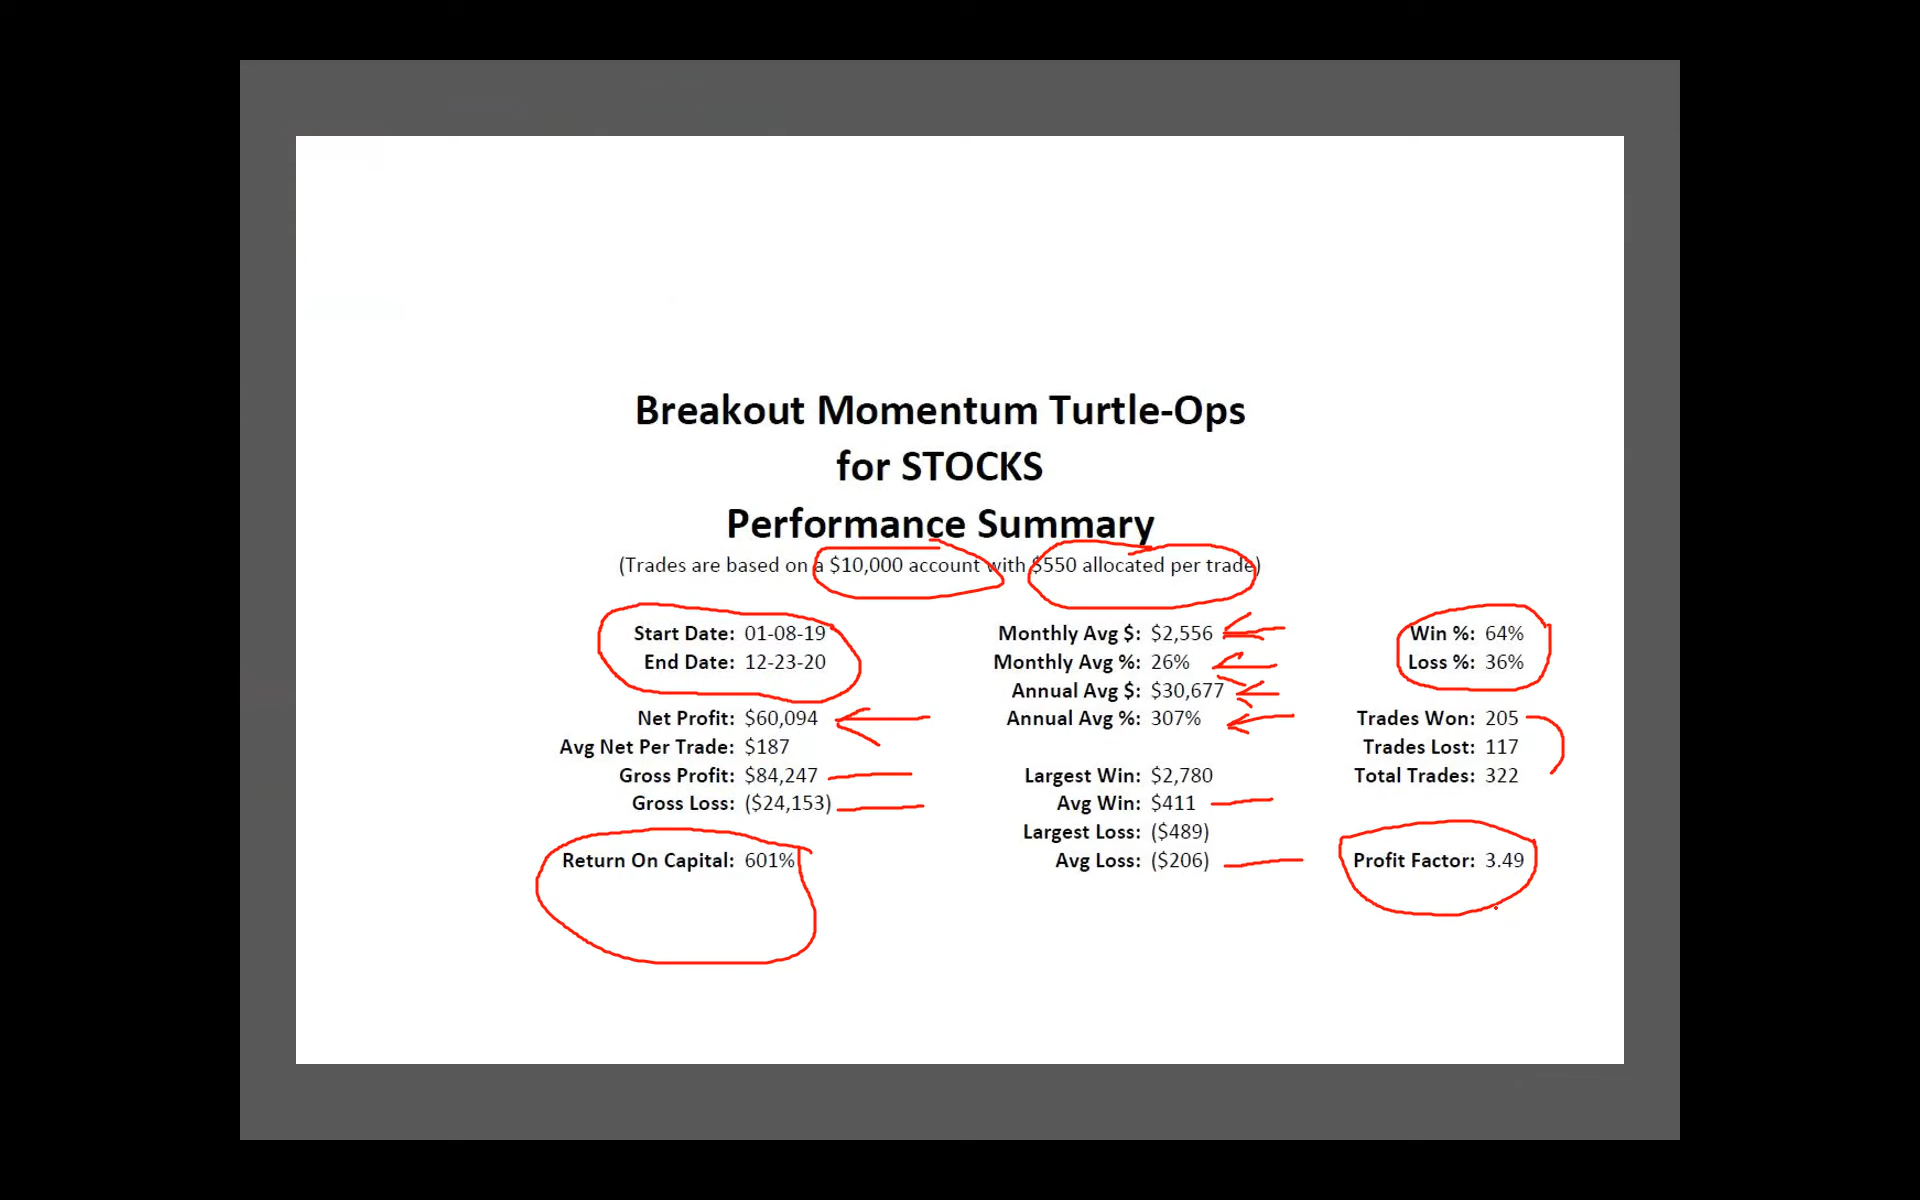 Breakout Momentum Turtle-Ops
for STOCKS
Performance Summary
(Trades are based on a $10,000 account with $550 allocated per trade)
Start Date: 01-08-19
End Date: 12-23-20
Net Profit: $60,094
Avg Net Per Trade: $187
Gross Profit: $84,247
Gross Loss: ($24,153)
Return On Capital: 601%
Monthly Avg $: $2,556
Monthly Avg %: 26%
Annual Avg $: $30,677
Annual Avg %: 307%
Largest Win: $2,780
Avg Win: $411
Largest Loss: ($489)
Avg Loss: ($206)
Win %: 64%
Loss %: 36%
Trades Won: 205
Trades Lost: 117
Total Trades: 322
Profit Factor: 3.49